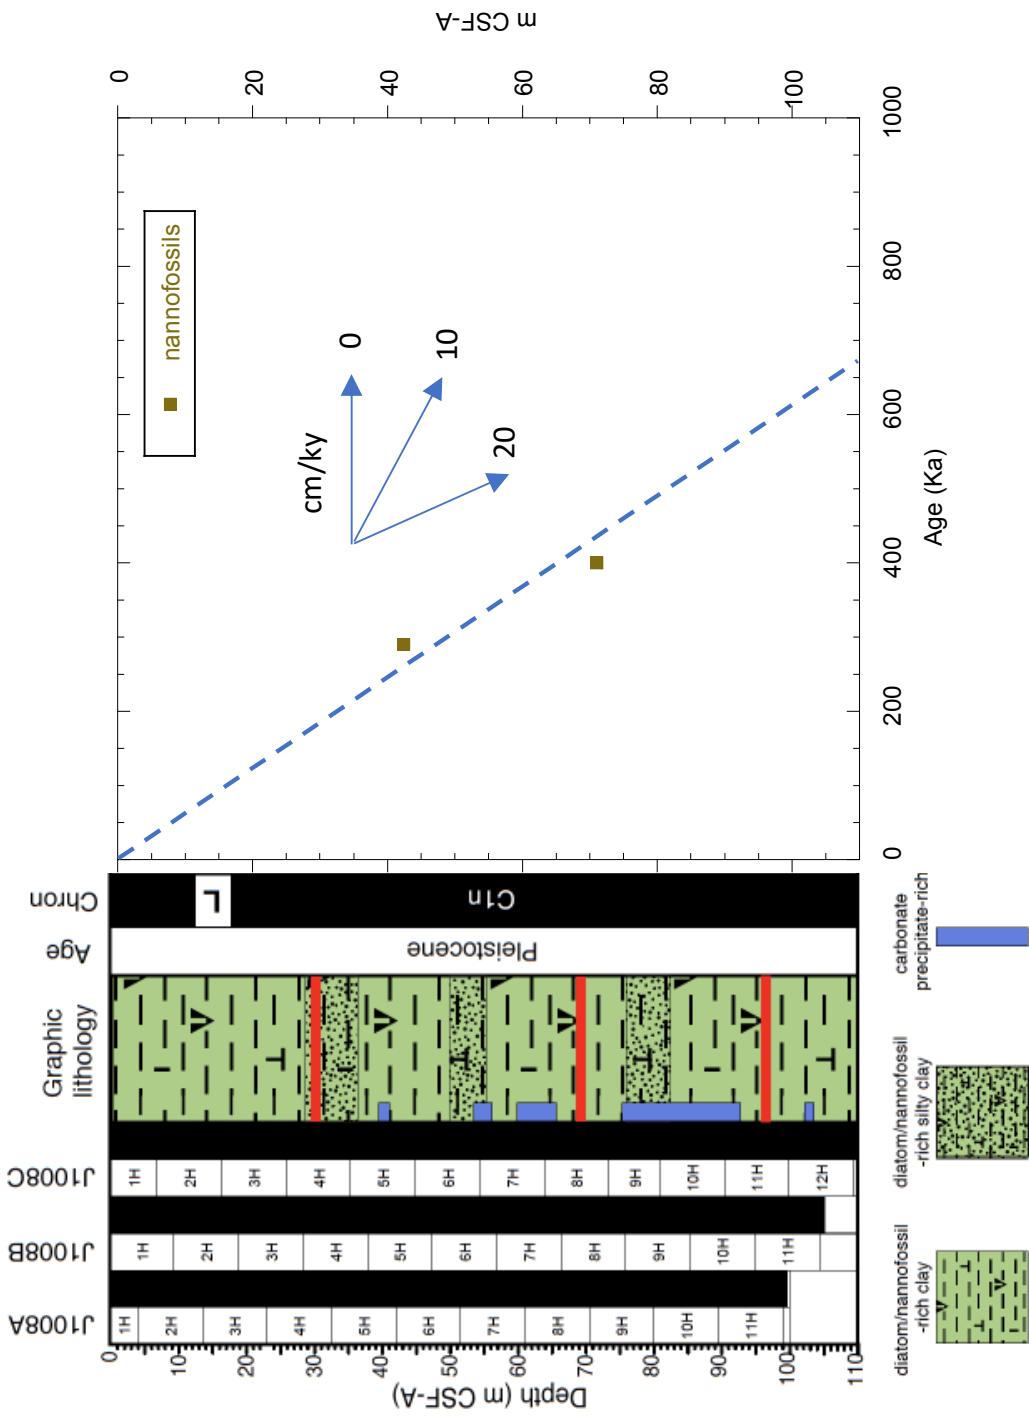 m CSF-A
0
20
40
60
80
100
nannofossils
cm/ky
0
10
20
0
200
400
600
800
1000
Age (Ka)
Chron
L
C1n
Age
Pleistocene
Graphic
lithology
J1008C
1H
2H
3H
4H
5H
6H
7H
8H
9H
10H
11H
12H
J1008B
1H
2H
3H
4H
5H
6H
7H
8H
9H
10H
11H
J1008A
1H
2H
3H
4H
5H
6H
7H
8H
9H
10H
11H
0
10
20
30
40
50
60
70
80
90
100
110
Depth (m CSF-A)
diatom/nannofossil
-rich clay
diatom/nannofossil
-rich silty clay
carbonate
precipitate-rich